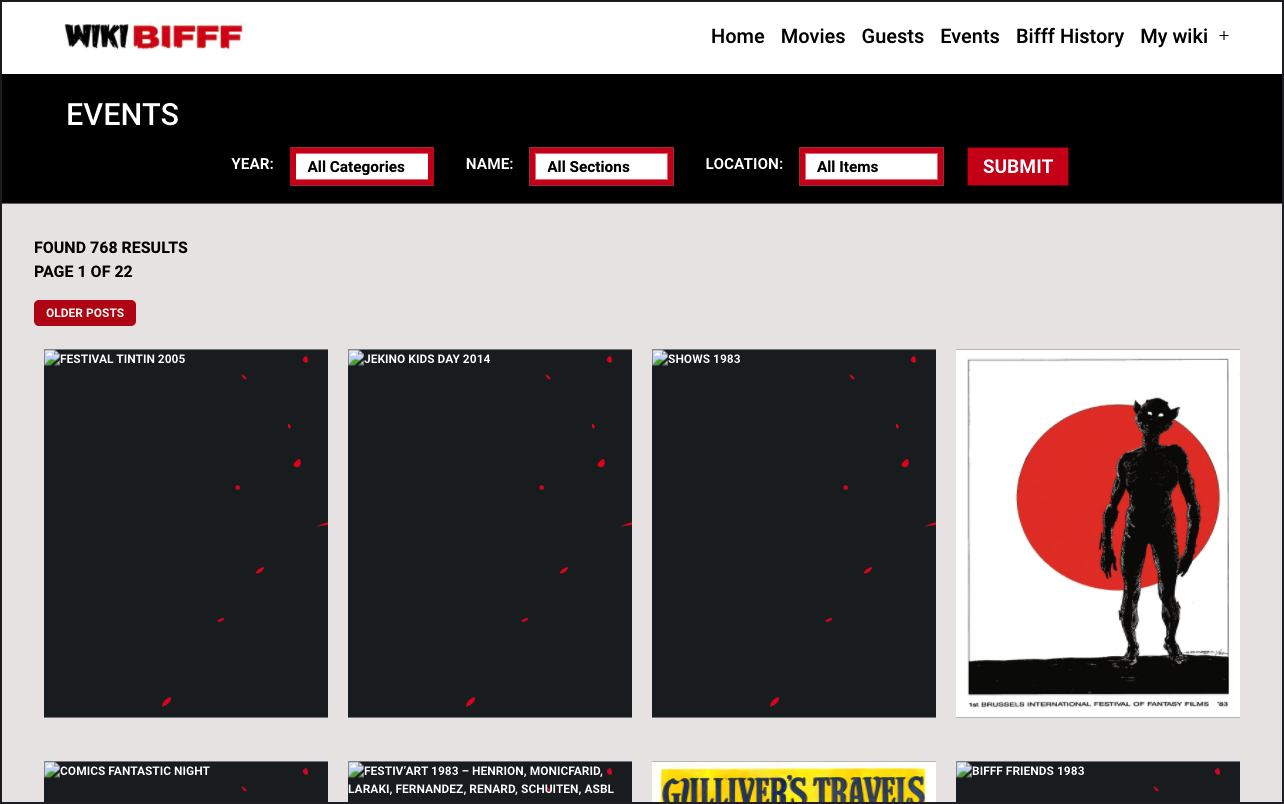 WIKI BIFFF
Home Movies Guests Events Bifff History My wiki +
EVENTS
YEAR: All Categories NAME: All Sections LOCATION: All Items SUBMIT
FOUND 768 RESULTS
PAGE 1 OF 22
OLDER POSTS
FESTIVAL TINTIN 2005
JEKINO KIDS DAY 2014
SHOWS 1983
1st BRUSSELS INTERNATIONAL FESTIVAL OF FANTASY FILMS '83
COMICS FANTASTIC NIGHT
FESTIV'ART 1983 – HENRION, MONICFARID,
LARAKI, FERNANDEZ, RENARD, SCHUITEN, ASBL
GULLIVER'S TRAVELS
BIFFF FRIENDS 1983